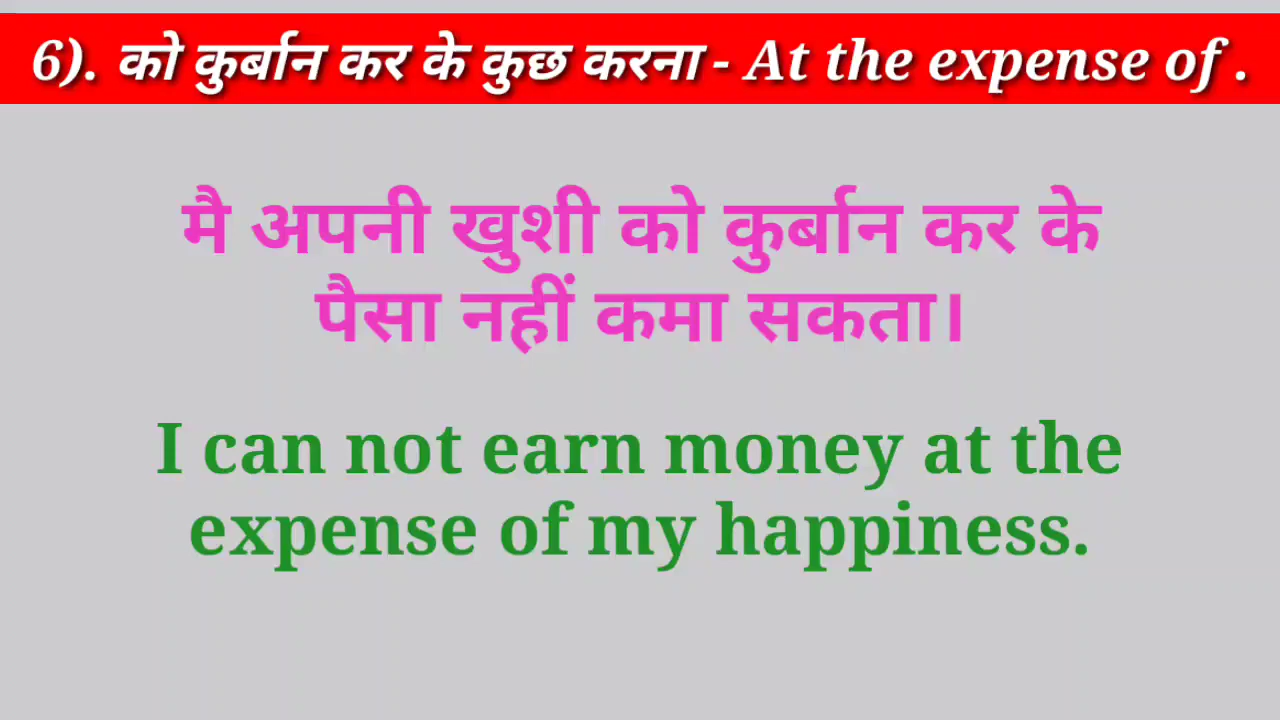 6). को कुर्बान कर के कुछ करना - At the expense of .
मै अपनी खुशी को कुर्बान कर के
पैसा नहीं कमा सकता।
I can not earn money at the
expense of my happiness.